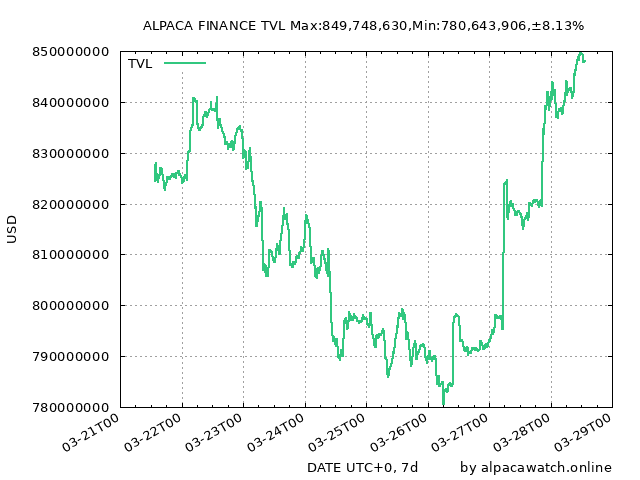 ALPACA FINANCE TVL Max:849,748,630,Min:780,643,906,±8.13%
850000000
TVL
840000000
830000000
820000000
USD
810000000
800000000
790000000
780000000
03-21T00
03-22T00
03-23T00
03-24T00
03-25T00
03-26T00
03-27T00
03-28T00
03-29T00
DATE UTC+0, 7d
by alpacawatch.online